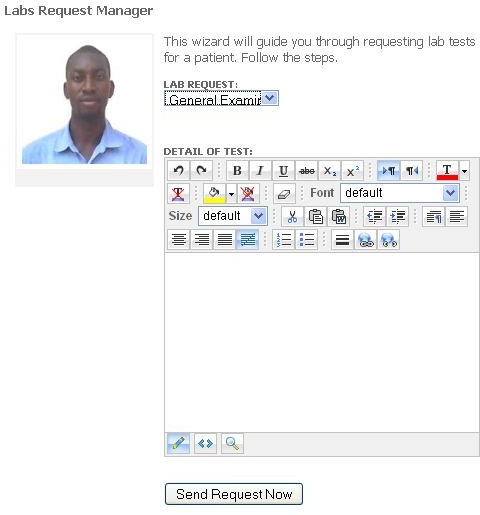 Labs Request Manager
This wizard will guide you through requesting lab tests
for a patient. Follow the steps.
LAB REQUEST:
General Examin
DETAIL OF TEST:
B I U abc X₂ X² ¶ ¶ T
T Font default
Size default
Send Request Now